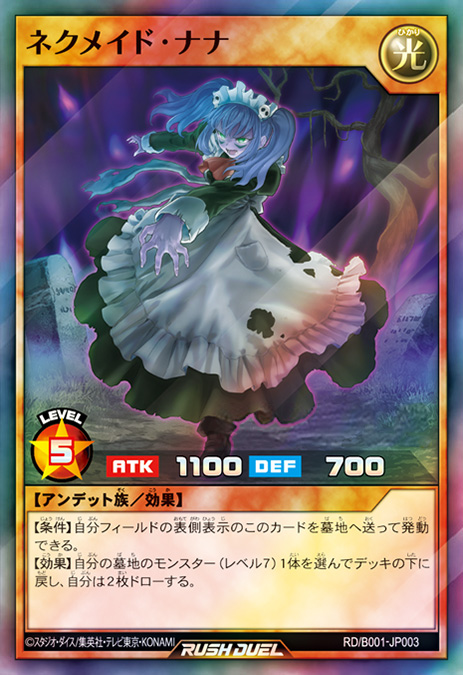 ネクメイド・ナナ
光
LEVEL
5
ATK 1100 DEF 700
【アンデット族/効果】
【条件】自分フィールドの表側表示のこのカードを墓地へ送って発動
できる。
【効果】自分の墓地のモンスター(レベル7)1体を選んでデッキの下に
戻し、自分は2枚ドローする。
©スタジオ・ダイス/集英社・テレビ東京・KONAMI
RUSH DUEL
RD/B001-JP003